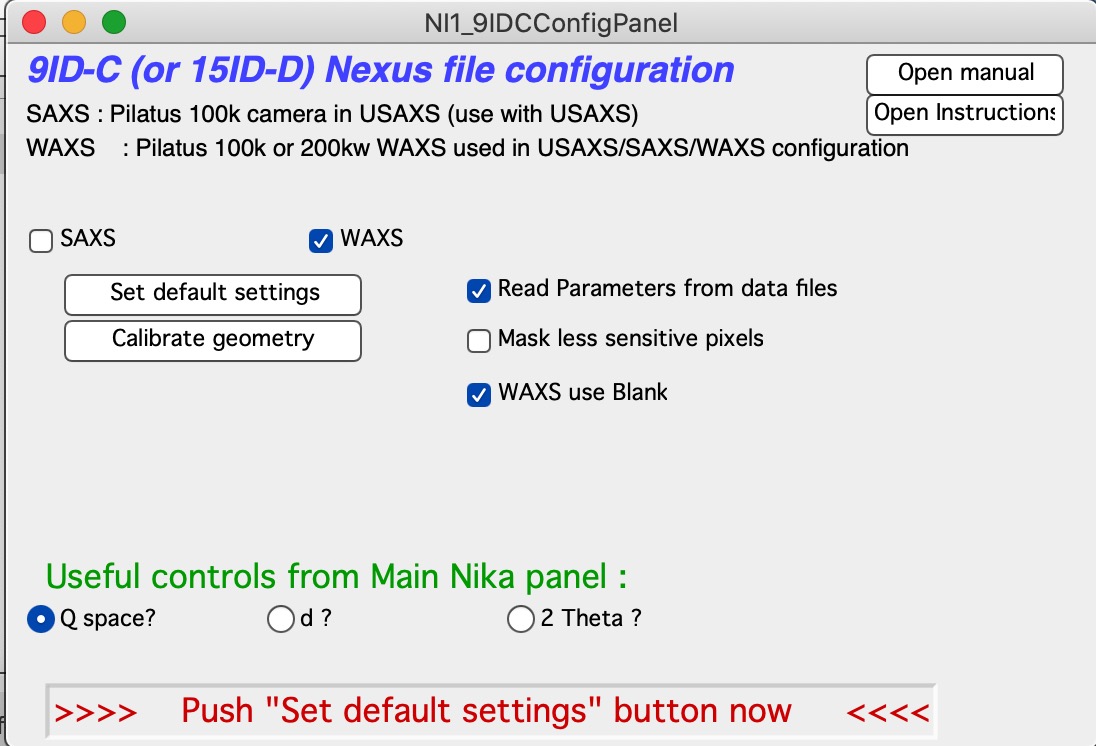 NI1_9IDCConfigPanel
9ID-C (or 15ID-D) Nexus file configuration
Open manual
SAXS : Pilatus 100k camera in USAXS (use with USAXS)
Open Instructions
WAXS : Pilatus 100k or 200kw WAXS used in USAXS/SAXS/WAXS configuration
SAXS
WAXS
Set default settings
Read Parameters from data files
Calibrate geometry
Mask less sensitive pixels
WAXS use Blank
Useful controls from Main Nika panel :
Q space?
d ?
2 Theta ?
>>>> Push "Set default settings" button now <<<<